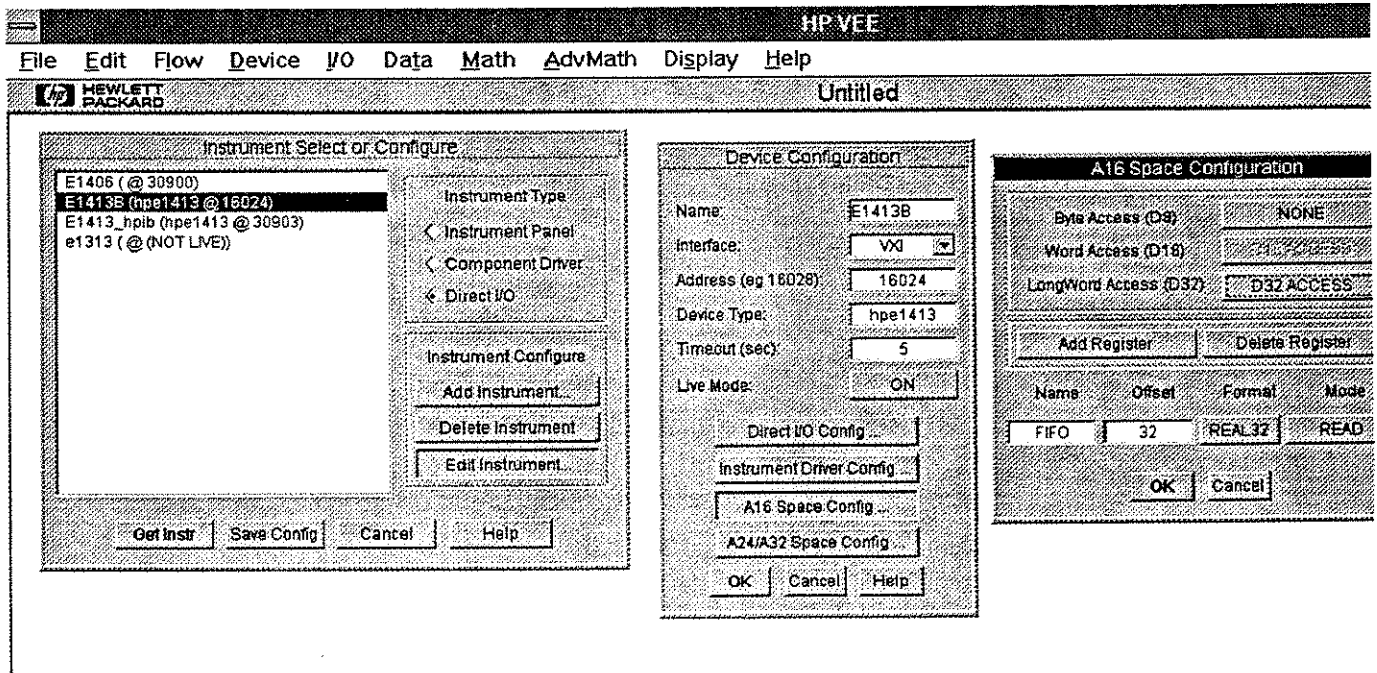 HP VEE
File Edit Flow Device I/O Data Math AdvMath Display Help
hp HEWLETT PACKARD
Untitled
Instrument Select or Configure
E1406 ( @ 30900)
E1413B (hpe1413 @ 16024)
E1413_hpib (hpe1413 @ 30903)
e1313 ( @ (NOT LIVE))
Instrument Type
Instrument Panel
Component Driver
Direct I/O
Instrument Configure
Add Instrument...
Delete Instrument
Edit Instrument...
Get Instr Save Config Cancel Help
Device Configuration
Name: E1413B
Interface: VXI
Address (eg 16028): 16024
Device Type: hpe1413
Timeout (sec): 5
Live Mode: ON
Direct I/O Config ...
Instrument Driver Config ...
A16 Space Config ...
A24/A32 Space Config ...
OK Cancel Help
A16 Space Configuration
Byte Access (D8) NONE
Word Access (D16)
LongWord Access (D32) D32 ACCESS
Add Register Delete Register
Name Offset Format Mode
FIFO 32 REAL32 READ
OK Cancel